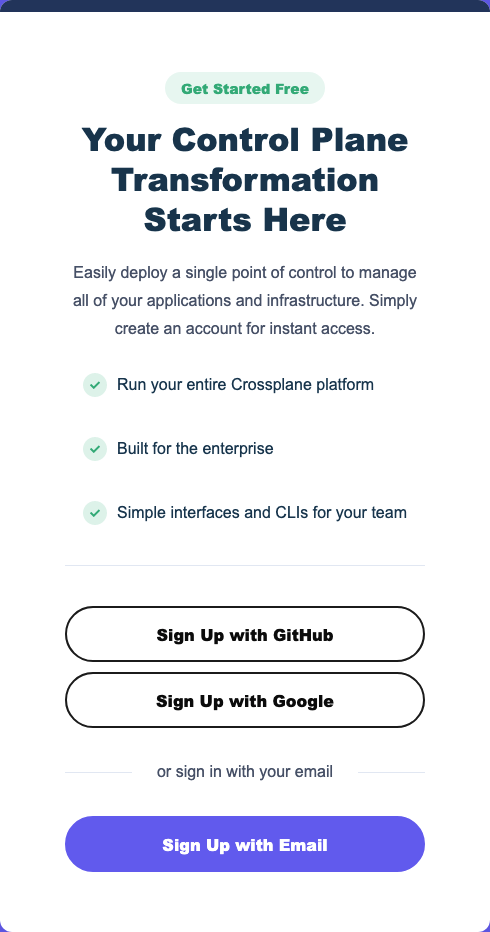 Get Started Free
Your Control Plane
Transformation
Starts Here
Easily deploy a single point of control to manage
all of your applications and infrastructure. Simply
create an account for instant access.
Run your entire Crossplane platform
Built for the enterprise
Simple interfaces and CLIs for your team
Sign Up with GitHub
Sign Up with Google
or sign in with your email
Sign Up with Email